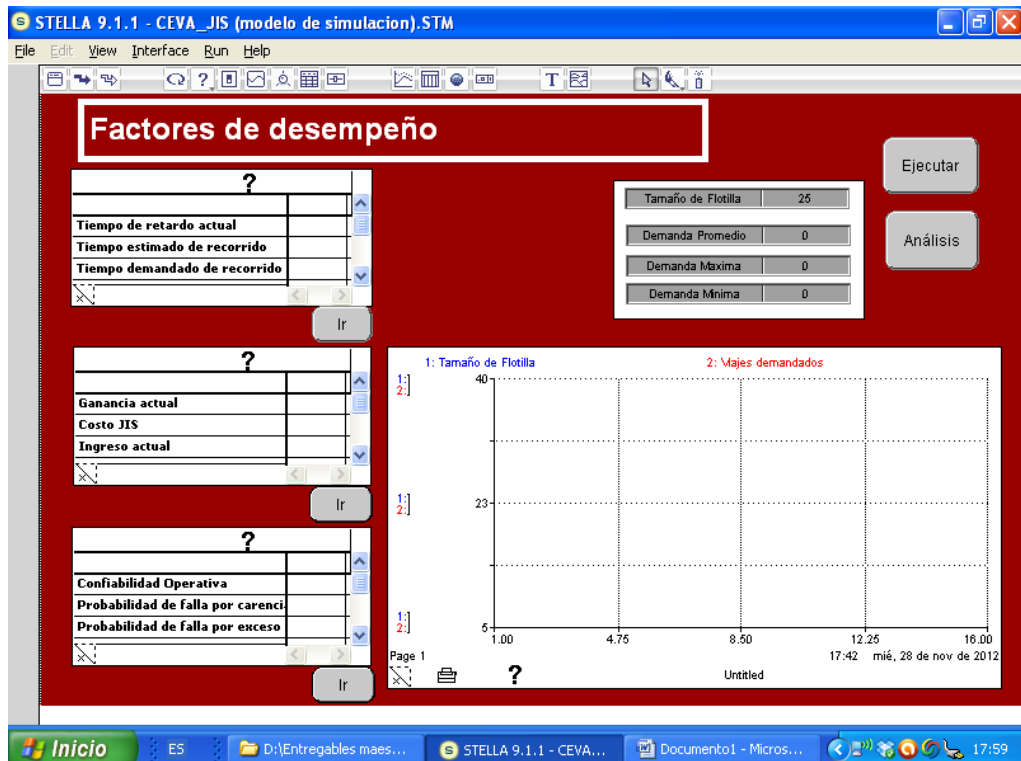 STELLA 9.1.1 - CEVA_JIS (modelo de simulacion).STM
File Edit View Interface Run Help
Factores de desempeño
Ejecutar
Análisis
?
Tiempo de retardo actual
Tiempo estimado de recorrido
Tiempo demandado de recorrido
Ir
Tamaño de Flotilla 25
Demanda Promedio 0
Demanda Maxima 0
Demanda Minima 0
?
Ganancia actual
Costo JIS
Ingreso actual
Ir
?
Confiabilidad Operativa
Probabilidad de falla por carenci
Probabilidad de falla por exceso
Ir
1: Tamaño de Flotilla 2: Viajes demandados
1:
2:
40
1:
2:
23
1:
2:
5
1.00 4.75 8.50 12.25 16.00
Page 1 17:42 mié, 28 de nov de 2012
? Untitled
Inicio ES D:\Entregables maes... STELLA 9.1.1 - CEVA... Documento1 - Micros... 17:59